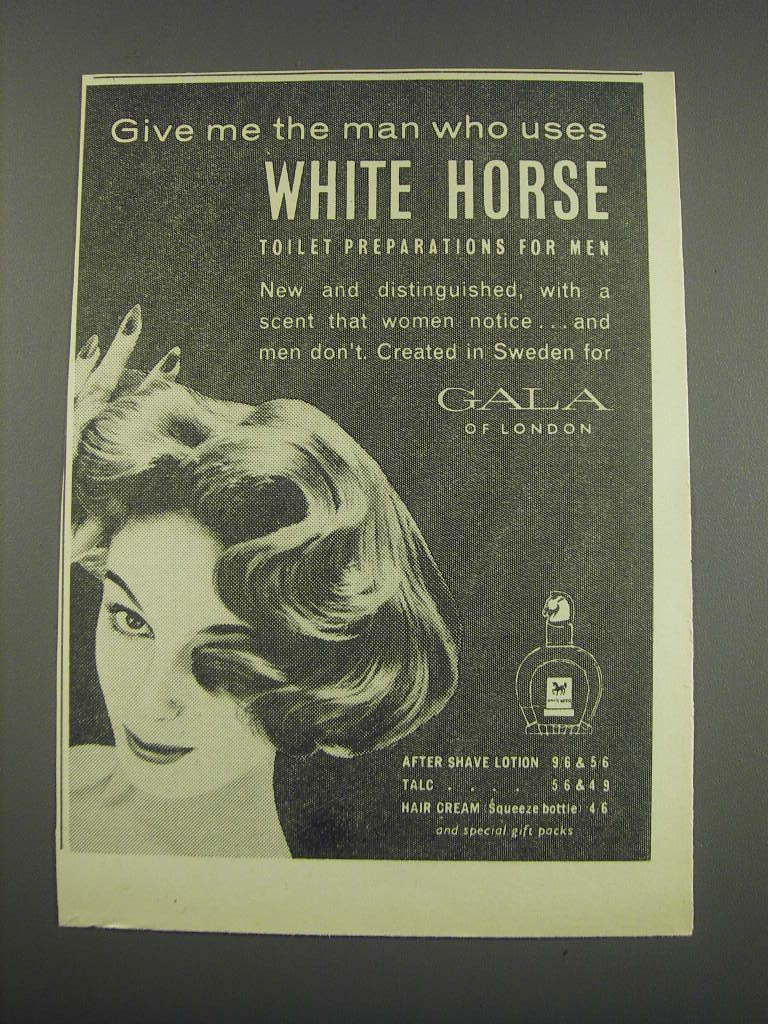 Give me the man who uses
WHITE HORSE
TOILET PREPARATIONS FOR MEN
New and distinguished, with a
scent that women notice...and
men don't. Created in Sweden for
GALA
OF LONDON
AFTER SHAVE LOTION 9/6 & 5/6
TALC . . . . 5 6 & 4 9
HAIR CREAM (Squeeze bottle) 4/6
and special gift packs